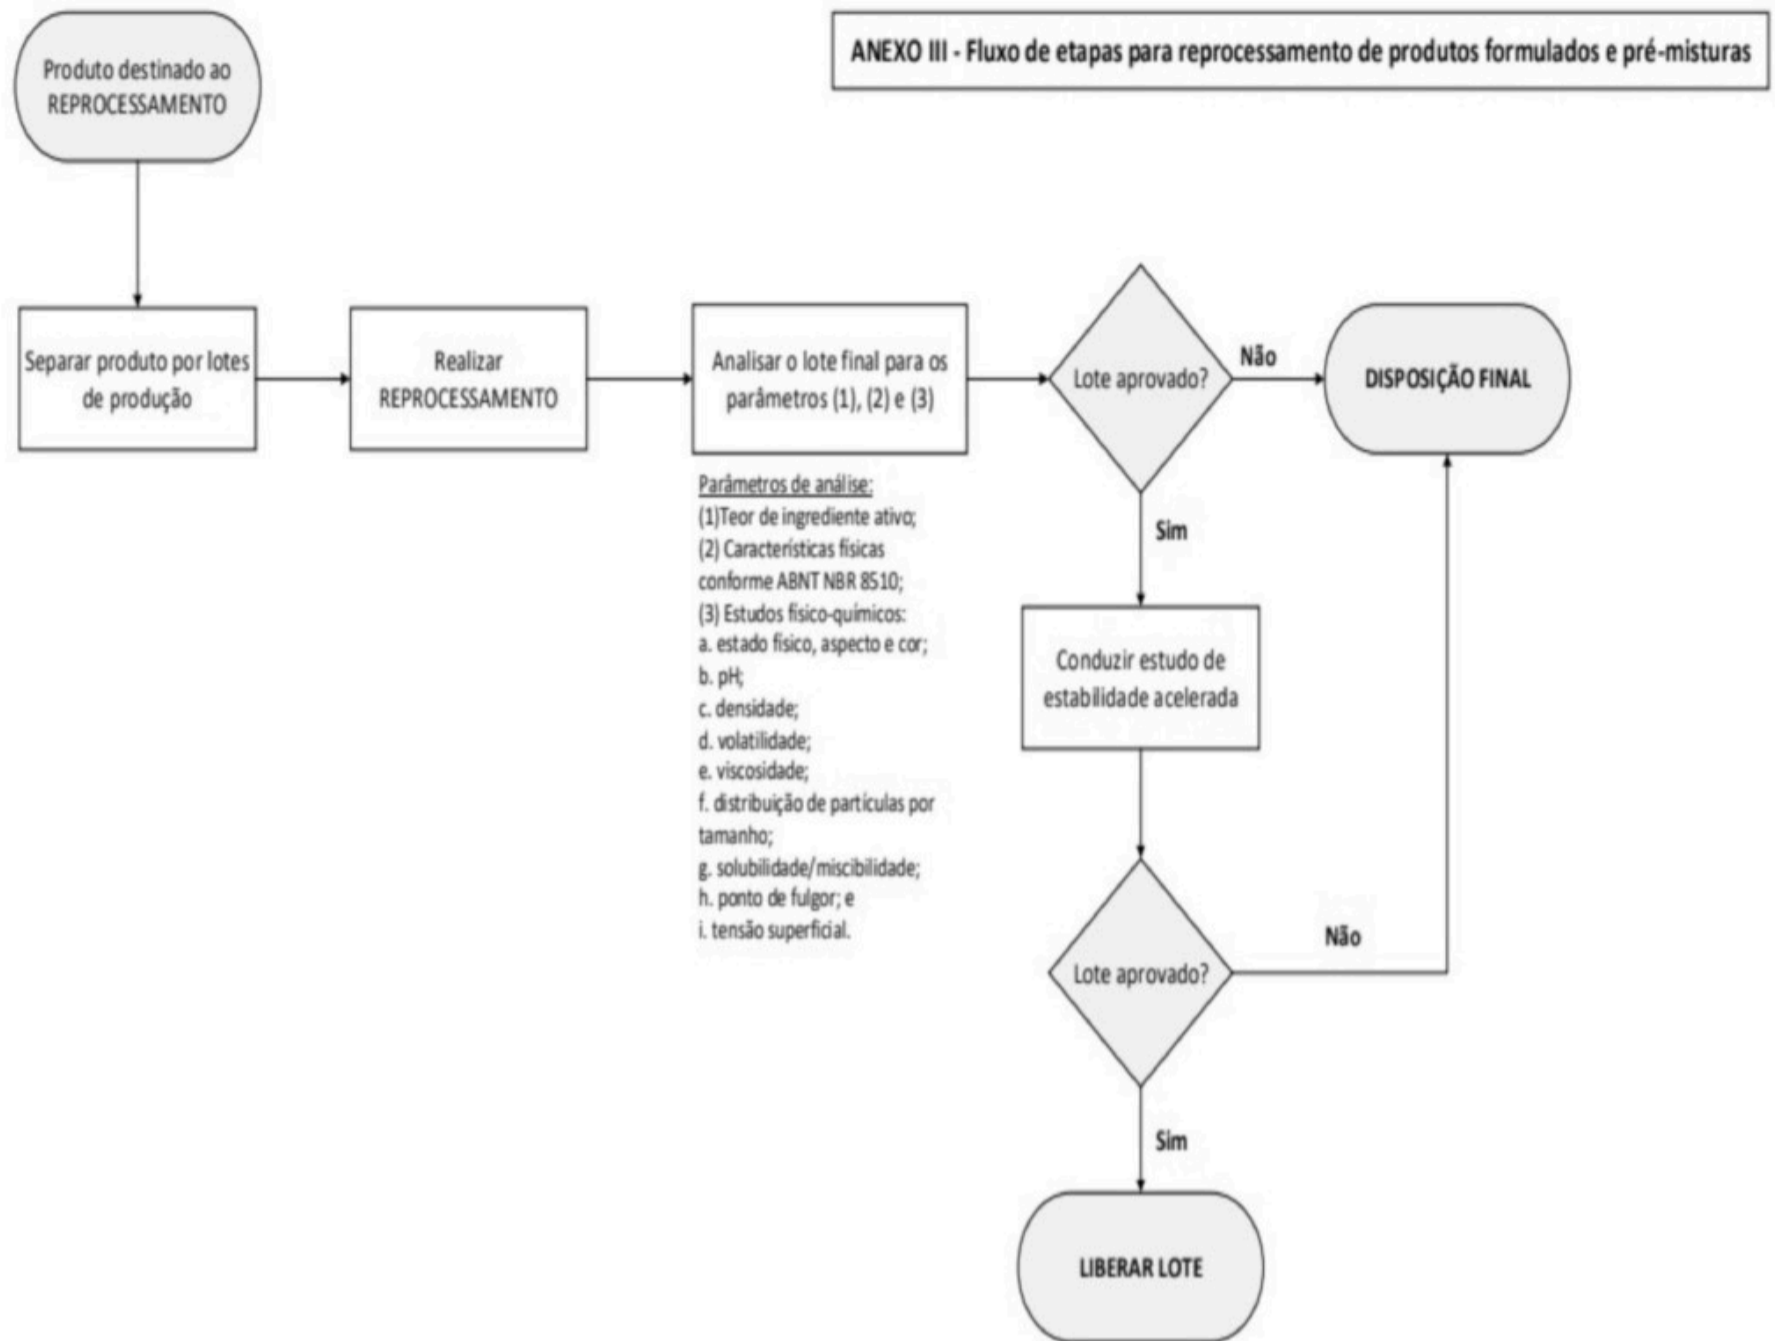 Produto destinado ao
REPROCESSAMENTO
ANEXO III - Fluxo de etapas para reprocessamento de produtos formulados e pré-misturas
Separar produto por lotes
de produção
Realizar
REPROCESSAMENTO
Analisar o lote final para os
parâmetros (1), (2) e (3)
Lote aprovado?
Não
DISPOSIÇÃO FINAL
Parâmetros de análise:
(1)Teor de ingrediente ativo;
(2) Características físicas
conforme ABNT NBR 8510;
(3) Estudos físico-químicos:
a. estado físico, aspecto e cor;
b. pH;
c. densidade;
d. volatilidade;
e. viscosidade;
f. distribuição de partículas por
tamanho;
g. solubilidade/miscibilidade;
h. ponto de fulgor; e
i. tensão superficial.
Sim
Conduzir estudo de
estabilidade acelerada
Lote aprovado?
Não
Sim
LIBERAR LOTE